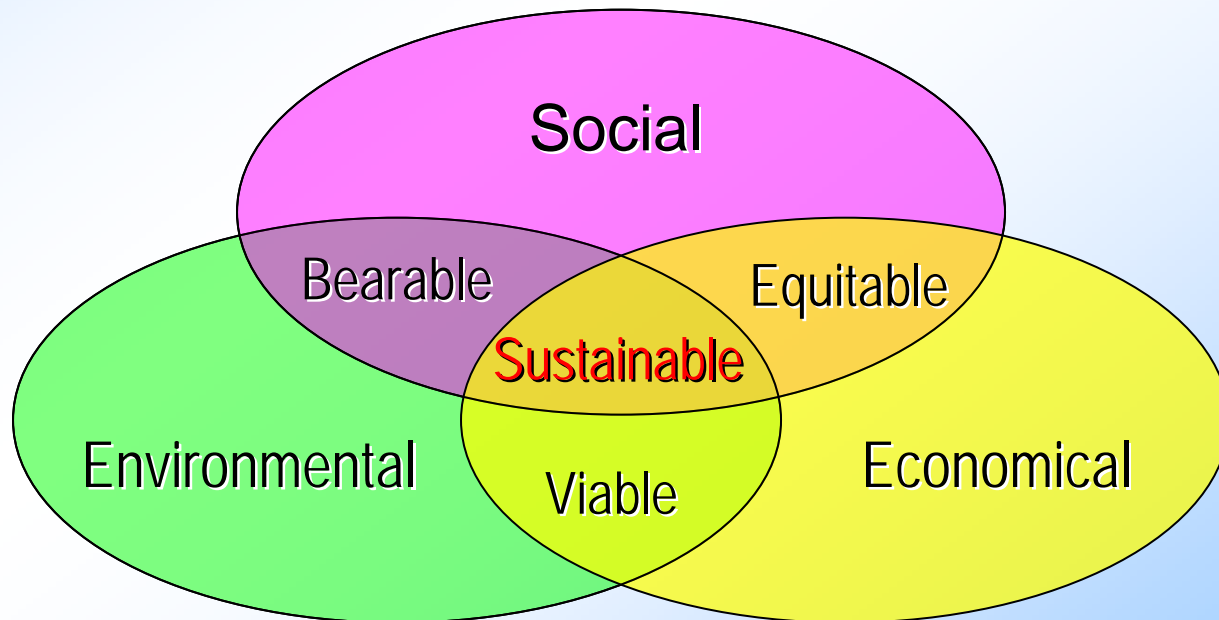 Social
Bearable
Equitable
Sustainable
Environmental
Economical
Viable